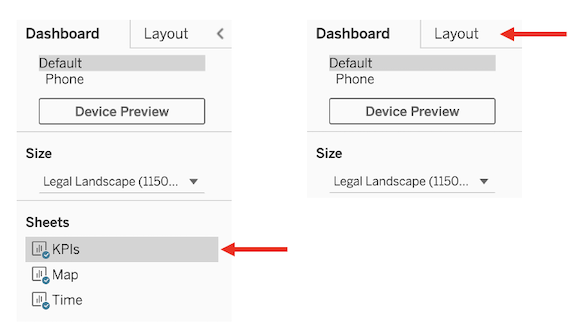 Dashboard Layout
Default
Phone
Device Preview
Size
Legal Landscape (1150...
Sheets
KPIs
Map
Time
Dashboard Layout
Default
Phone
Device Preview
Size
Legal Landscape (1150...